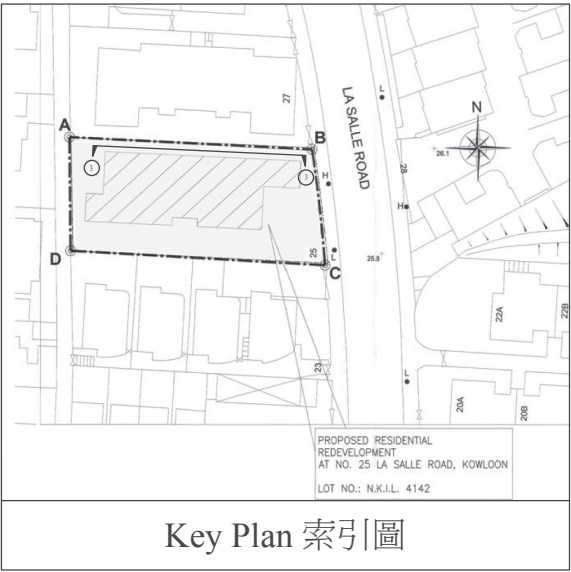 27
LA SALLE ROAD
L
N
A
B
3
3
H
26.1
28
H
D
25
L
25.8
C
22A
22B
23
L
20A
20B
PROPOSED RESIDENTIAL
REDEVELOPMENT
AT NO. 25 LA SALLE ROAD, KOWLOON
LOT NO.: N.K.I.L. 4142
Key Plan 索引圖